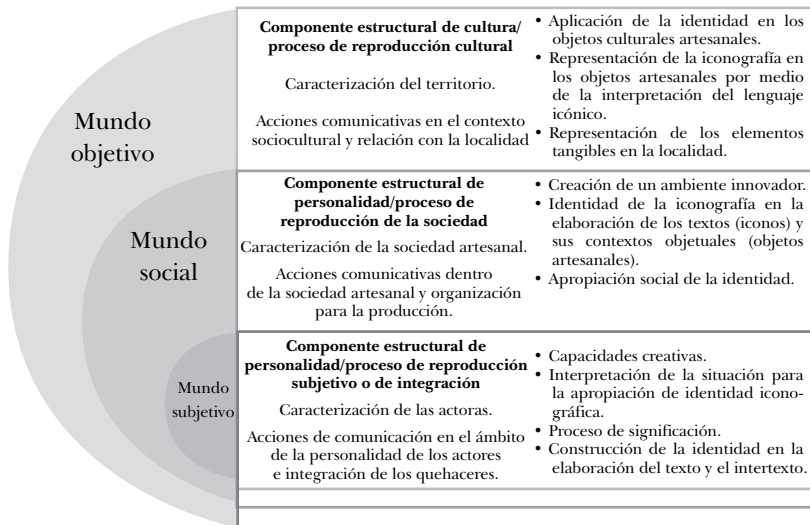 Mundo
objetivo
Componente estructural de cultura/
proceso de reproducción cultural
Caracterización del territorio.
Acciones comunicativas en el contexto
sociocultural y relación con la localidad
• Aplicación de la identidad en los
objetos culturales artesanales.
• Representación de la iconografía en
los objetos artesanales por medio
de la interpretación del lenguaje
icónico.
• Representación de los elementos
tangibles en la localidad.
Mundo
social
Componente estructural de
personalidad/proceso de
reproducción de la sociedad
Caracterización de la sociedad artesanal.
Acciones comunicativas dentro
de la sociedad artesanal y organización
para la producción.
• Creación de un ambiente innovador.
• Identidad de la iconografía en la
elaboración de los textos (iconos) y
sus contextos objetuales (objetos
artesanales).
• Apropiación social de la identidad.
Mundo
subjetivo
Componente estructural de
personalidad/proceso de reproducción
subjetivo o de integración
Caracterización de las actoras.
Acciones de comunicación en el ámbito
de la personalidad de los actores
e integración de los quehaceres.
• Capacidades creativas.
• Interpretación de la situación para
la apropiación de identidad icono-
gráfica.
• Proceso de significación.
• Construcción de la identidad en la
elaboración del texto y el intertexto.